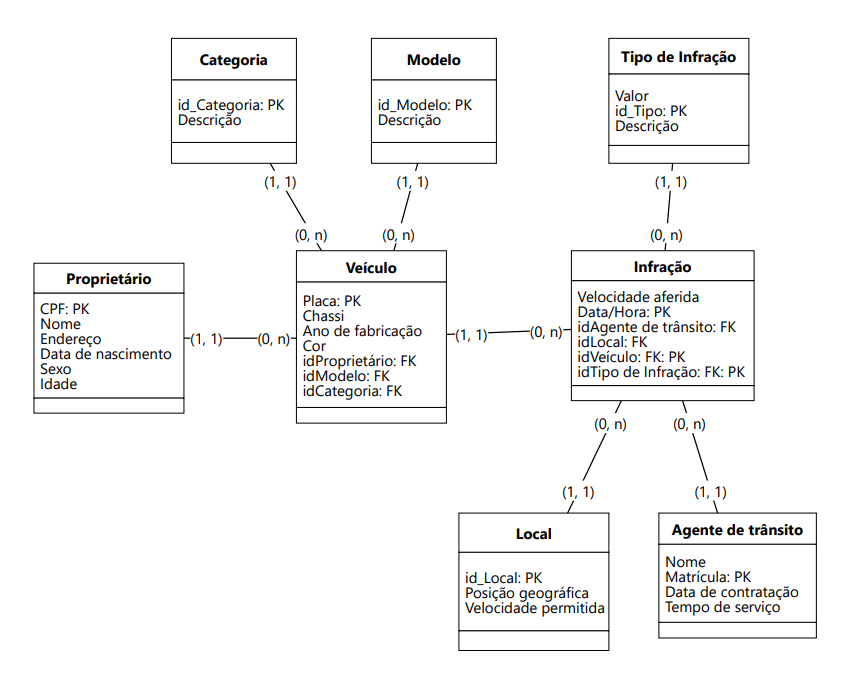 Categoria
id_Categoria: PK
Descrição
Modelo
id_Modelo: PK
Descrição
Tipo de Infração
Valor
id_Tipo: PK
Descrição
(1, 1)
(1, 1)
(1, 1)
(0, n)
(0, n)
(0, n)
Proprietário
CPF: PK
Nome
Endereço
Data de nascimento
Sexo
Idade
(1, 1)
(0, n)
Veículo
Placa: PK
Chassi
Ano de fabricação
Cor
idProprietário: FK
idModelo: FK
idCategoria: FK
(1, 1)
(0, n)
Infração
Velocidade aferida
Data/Hora: PK
idAgente de trânsito: FK
idLocal: FK
idVeículo: FK: PK
idTipo de Infração: FK: PK
(0, n)
(0, n)
(1, 1)
(1, 1)
Local
id_Local: PK
Posição geográfica
Velocidade permitida
Agente de trânsito
Nome
Matrícula: PK
Data de contratação
Tempo de serviço